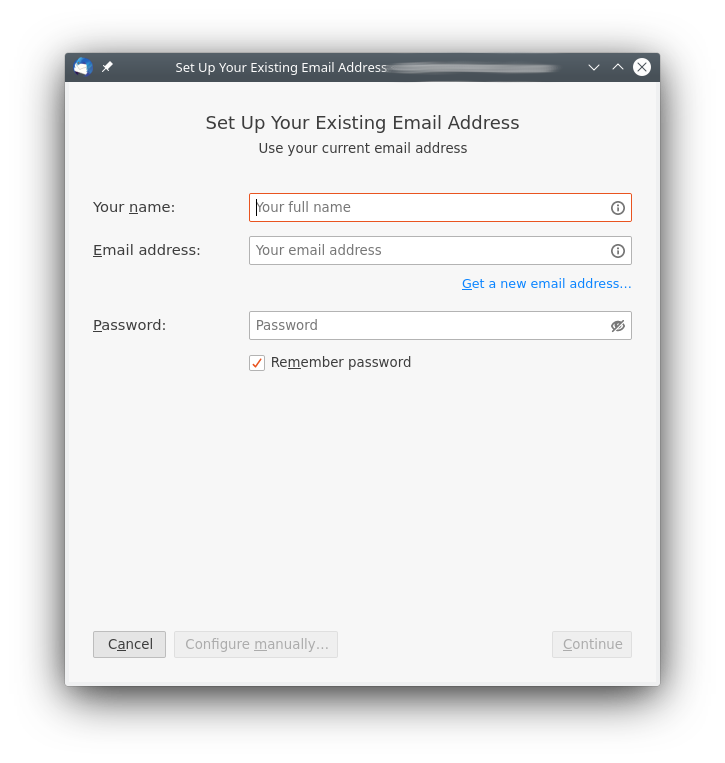 Set Up Your Existing Email Address
Set Up Your Existing Email Address
Use your current email address
Your name:
Your full name
Email address:
Your email address
Get a new email address...
Password:
Password
Remember password
Cancel
Configure manually...
Continue